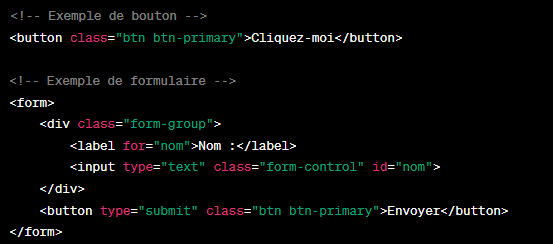 <!-- Exemple de bouton -->
<button class="btn btn-primary">Cliquez-moi</button>

<!-- Exemple de formulaire -->
<form>
    <div class="form-group">
        <label for="nom">Nom :</label>
        <input type="text" class="form-control" id="nom">
    </div>
    <button type="submit" class="btn btn-primary">Envoyer</button>
</form>